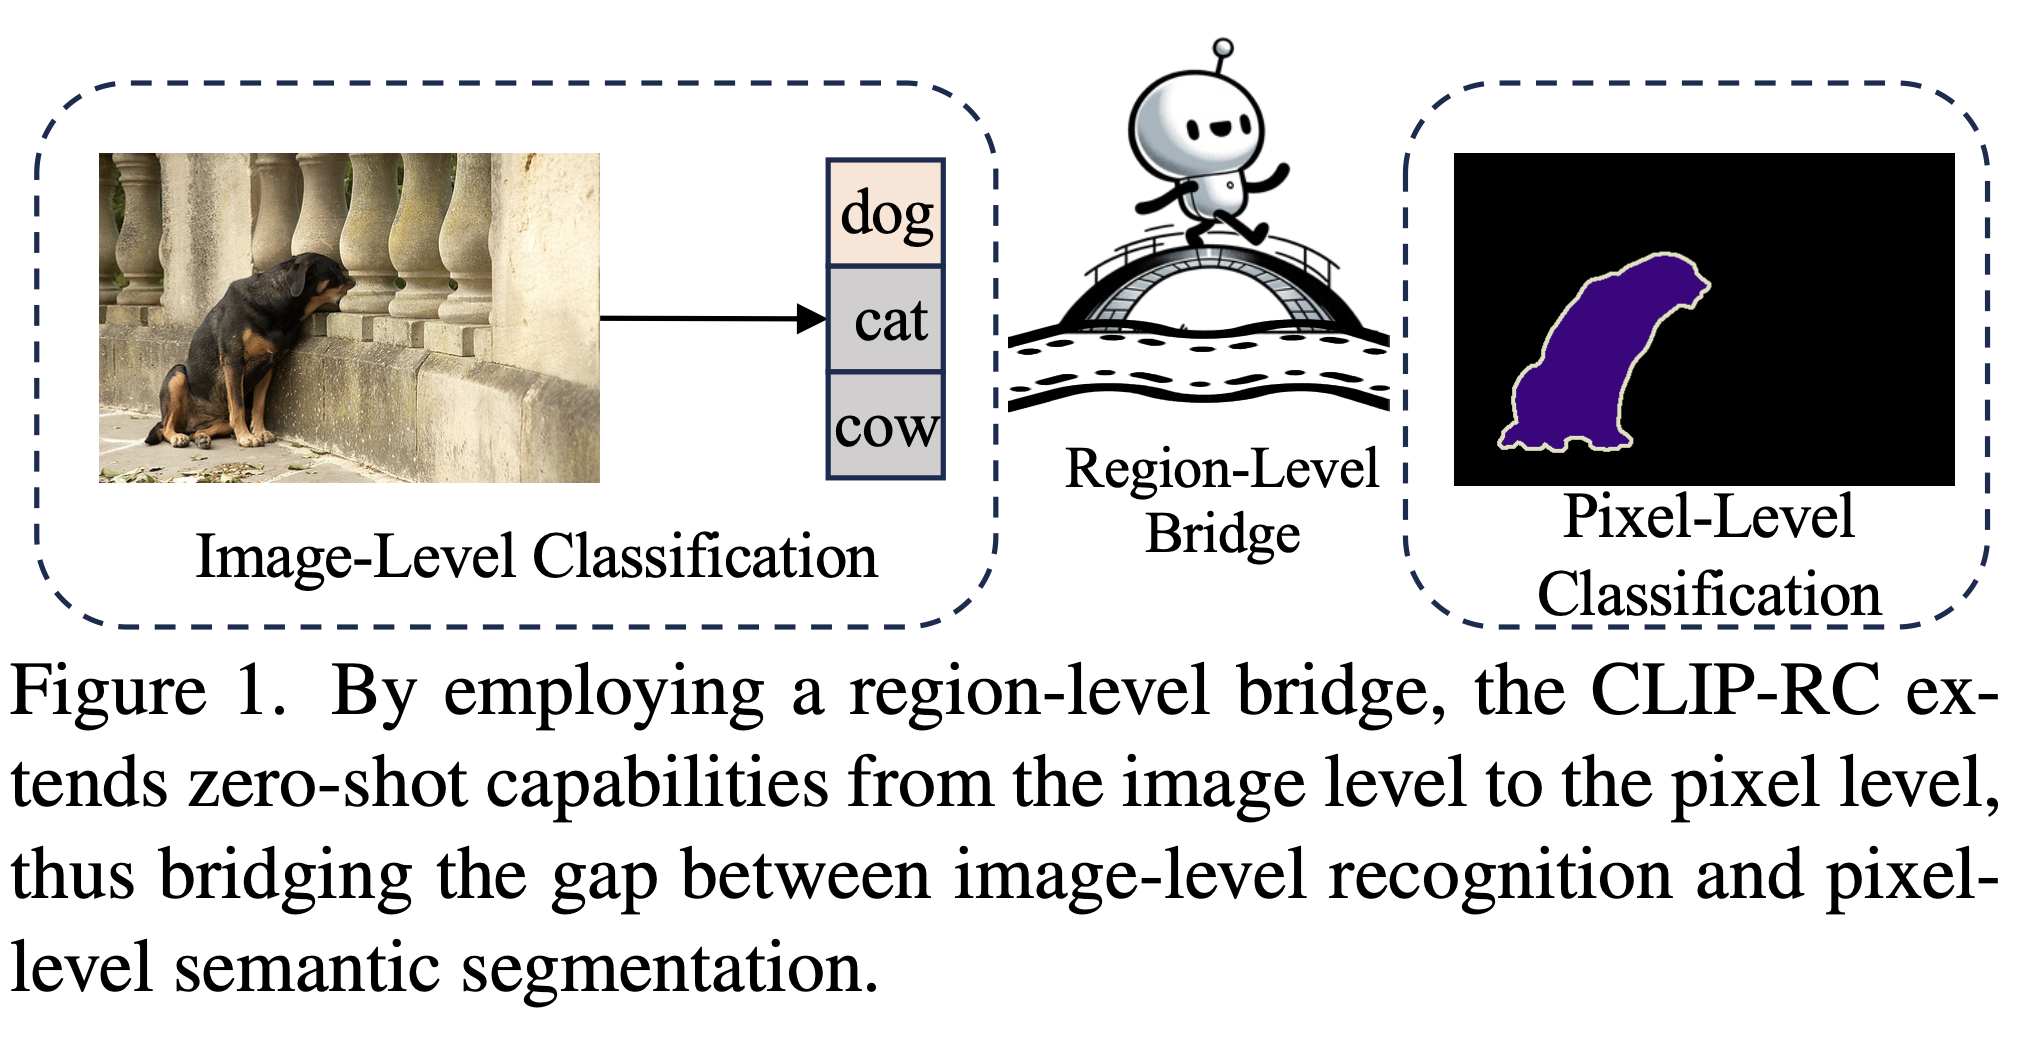 dog
cat
cow
Image-Level Classification
Region-Level
Bridge
Pixel-Level
Classification
Figure 1. By employing a region-level bridge, the CLIP-RC ex-
tends zero-shot capabilities from the image level to the pixel level,
thus bridging the gap between image-level recognition and pixel-
level semantic segmentation.